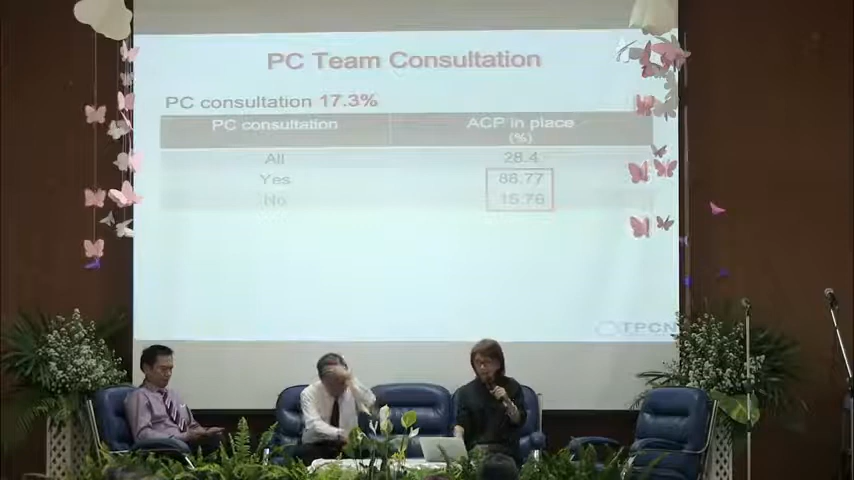 PC Team Consultation
PC consultation 17.3%
PC consultation ACP in place
(%)
All 28.4
Yes 88.77
No 15.76
TPCN